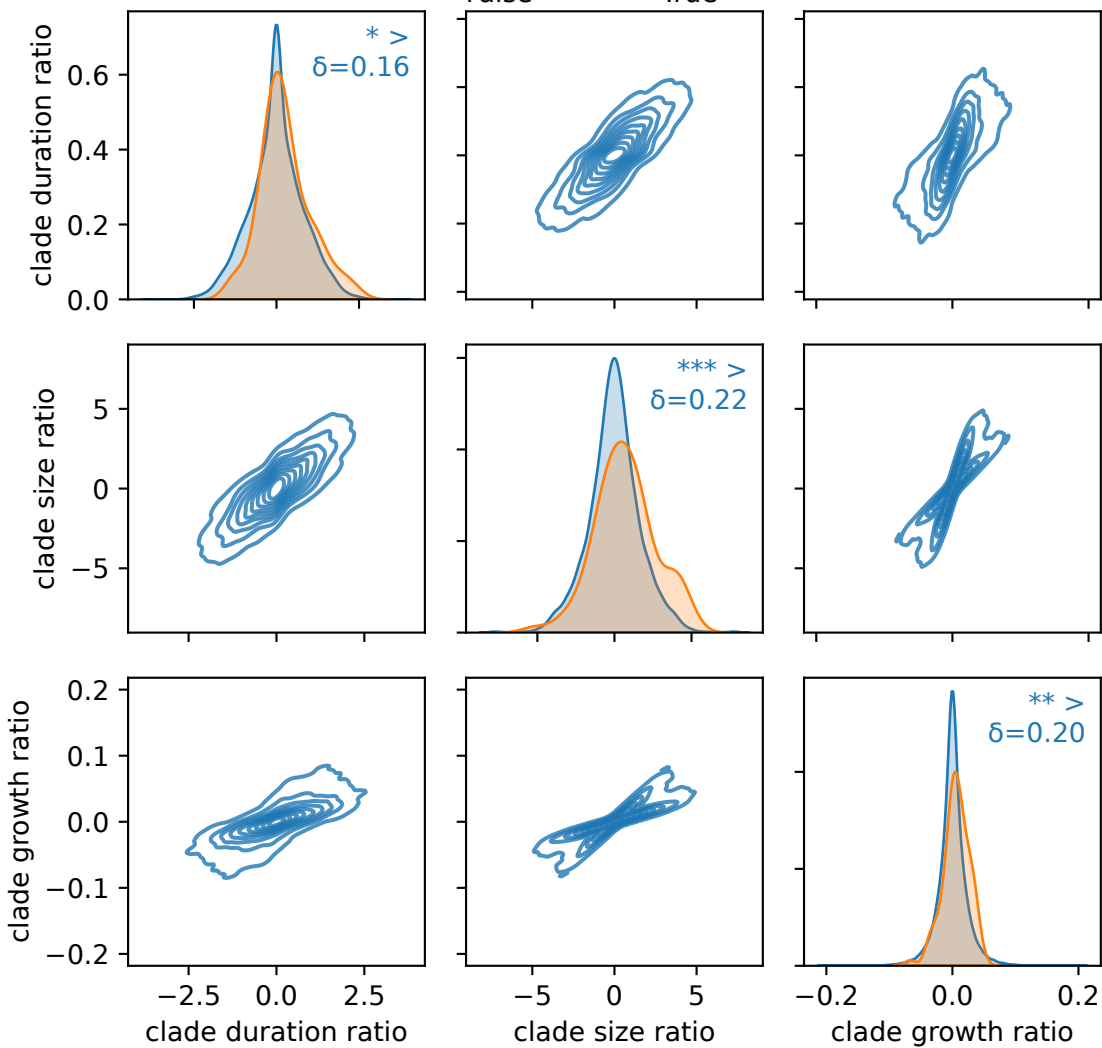 clade duration ratio
0.6
0.4
0.2
0.0
* >
δ=0.16
clade size ratio
5
0
−5
*** >
δ=0.22
clade growth ratio
0.2
0.1
0.0
−0.1
−0.2
** >
δ=0.20
−2.5 0.0 2.5
−5 0 5
−0.2 0.0 0.2
clade duration ratio
clade size ratio
clade growth ratio